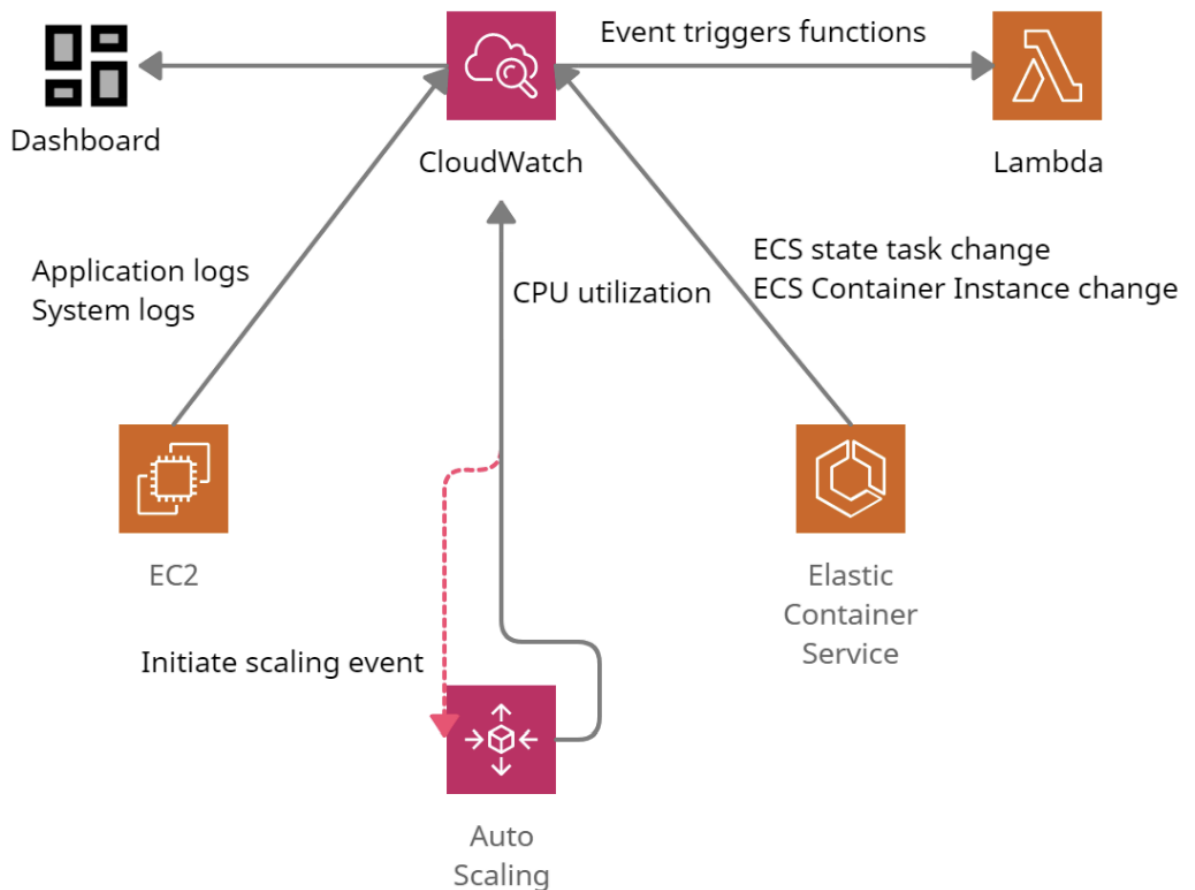 Event triggers functions
Dashboard
CloudWatch
Lambda
Application logs
System logs
CPU utilization
ECS state task change
ECS Container Instance change
EC2
Elastic
Container
Service
Initiate scaling event
Auto
Scaling